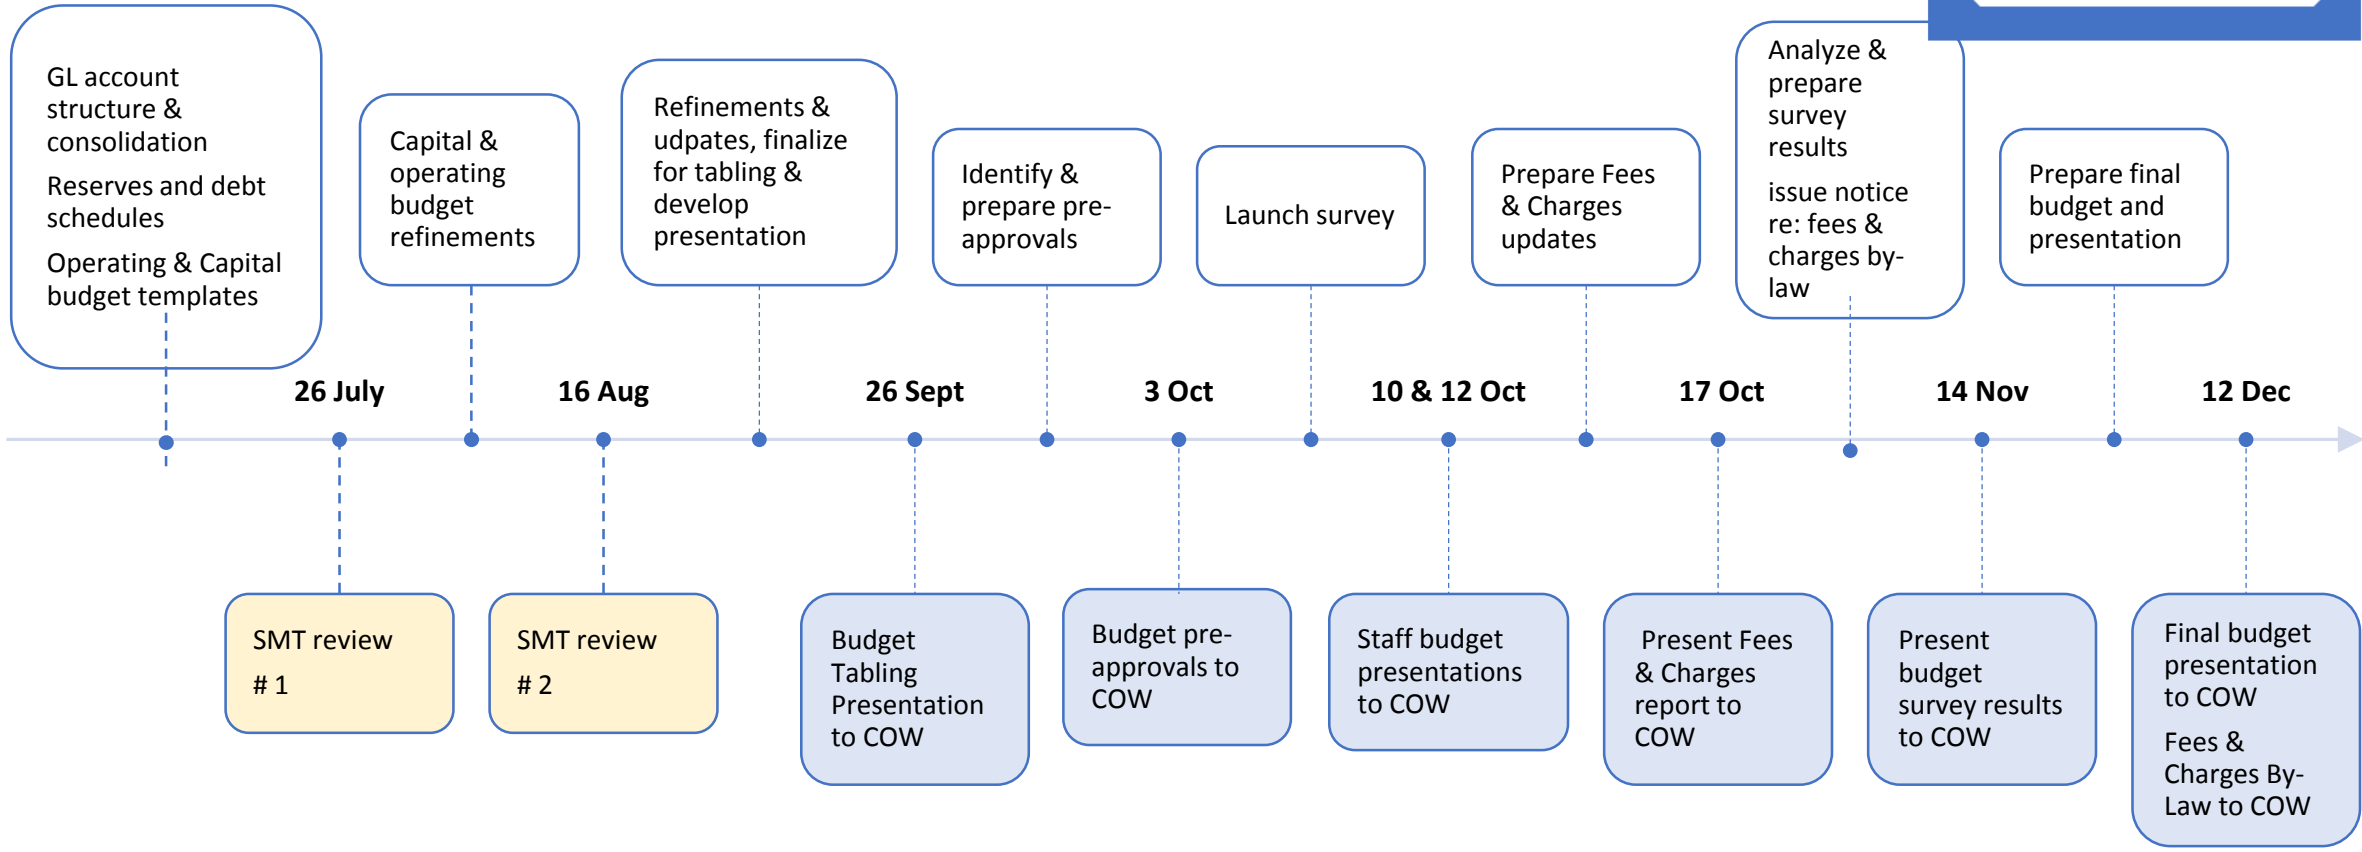 GL account
structure &
consolidation
Reserves and debt
schedules
Operating & Capital
budget templates
Capital &
operating
budget
refinements
Refinements &
udpates, finalize
for tabling &
develop
presentation
Identify &
prepare pre-
approvals
Launch survey
Prepare Fees
& Charges
updates
Analyze &
prepare
survey
results
issue notice
re: fees &
charges by-
law
Prepare final
budget and
presentation
26 July
16 Aug
26 Sept
3 Oct
10 & 12 Oct
17 Oct
14 Nov
12 Dec
SMT review
# 1
SMT review
# 2
Budget
Tabling
Presentation
to COW
Budget pre-
approvals to
COW
Staff budget
presentations
to COW
Present Fees
& Charges
report to
COW
Present
budget
survey results
to COW
Final budget
presentation
to COW
Fees &
Charges By-
Law to COW